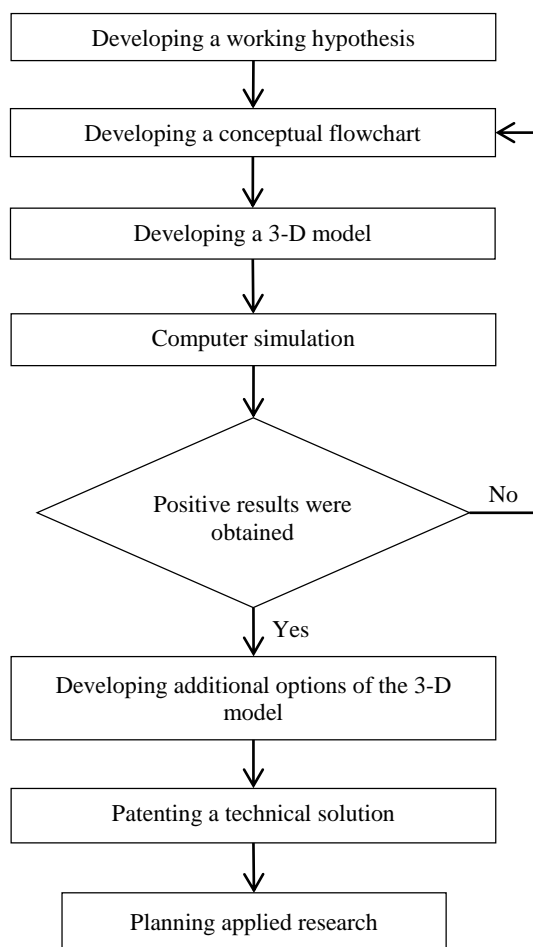 Developing a working hypothesis
Developing a conceptual flowchart
Developing a 3-D model
Computer simulation
Positive results were
obtained
No
Yes
Developing additional options of the 3-D
model
Patenting a technical solution
Planning applied research